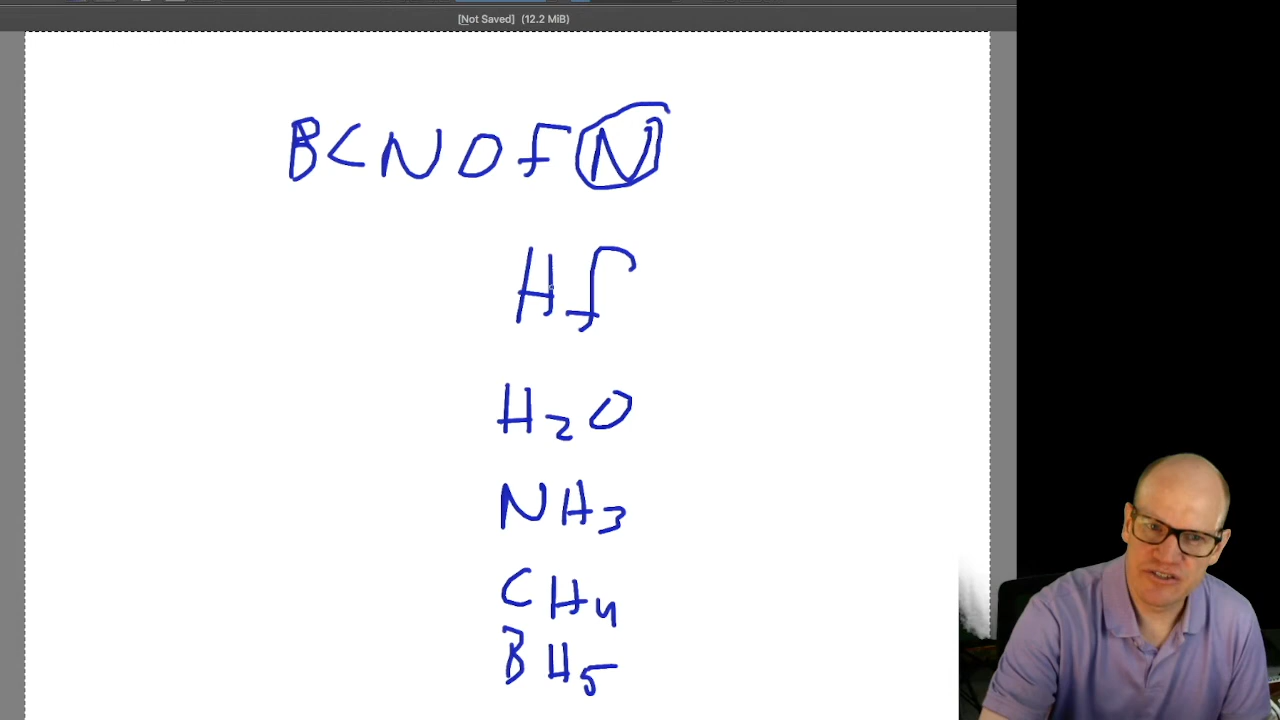 [Not Saved] (12.2 MiB)
B C N O F N
HF
H2O
NH3
CH4
BH5